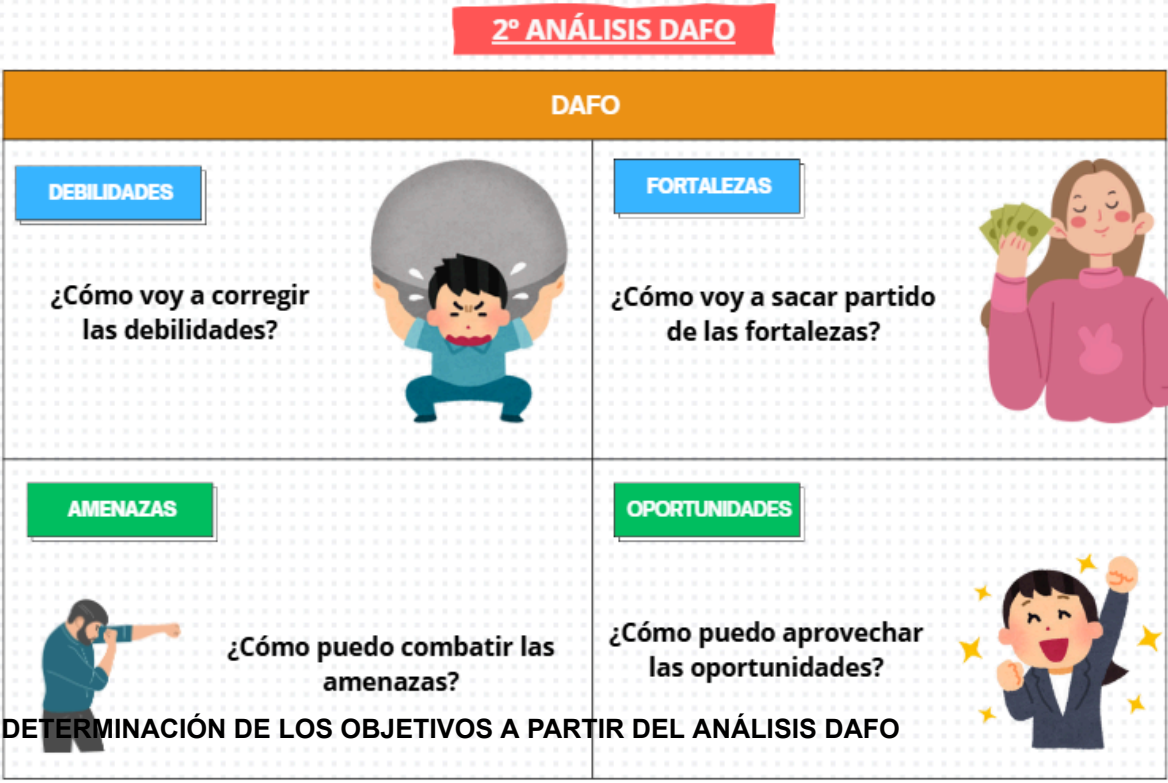 2º ANÁLISIS DAFO
DAFO
DEBILIDADES
¿Cómo voy a corregir
las debilidades?
FORTALEZAS
¿Cómo voy a sacar partido
de las fortalezas?
AMENAZAS
¿Cómo puedo combatir las
amenazas?
OPORTUNIDADES
¿Cómo puedo aprovechar
las oportunidades?
DETERMINACIÓN DE LOS OBJETIVOS A PARTIR DEL ANÁLISIS DAFO